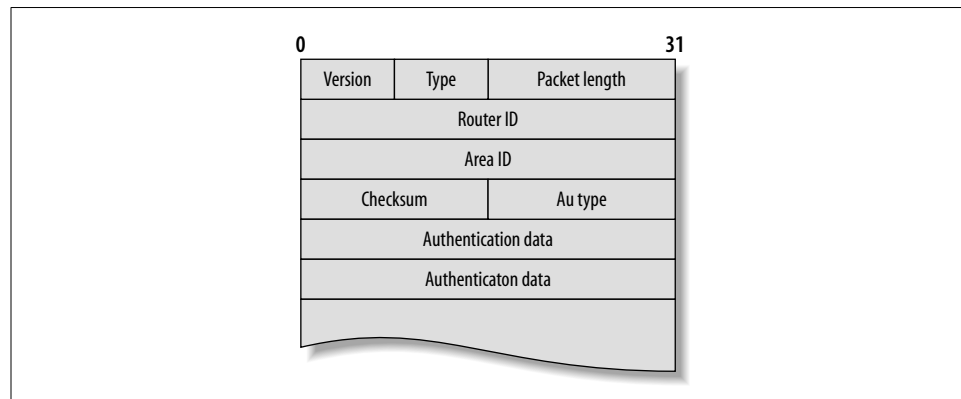 0 31
Version Type Packet length
Router ID
Area ID
Checksum Au type
Authentication data
Authenticaton data